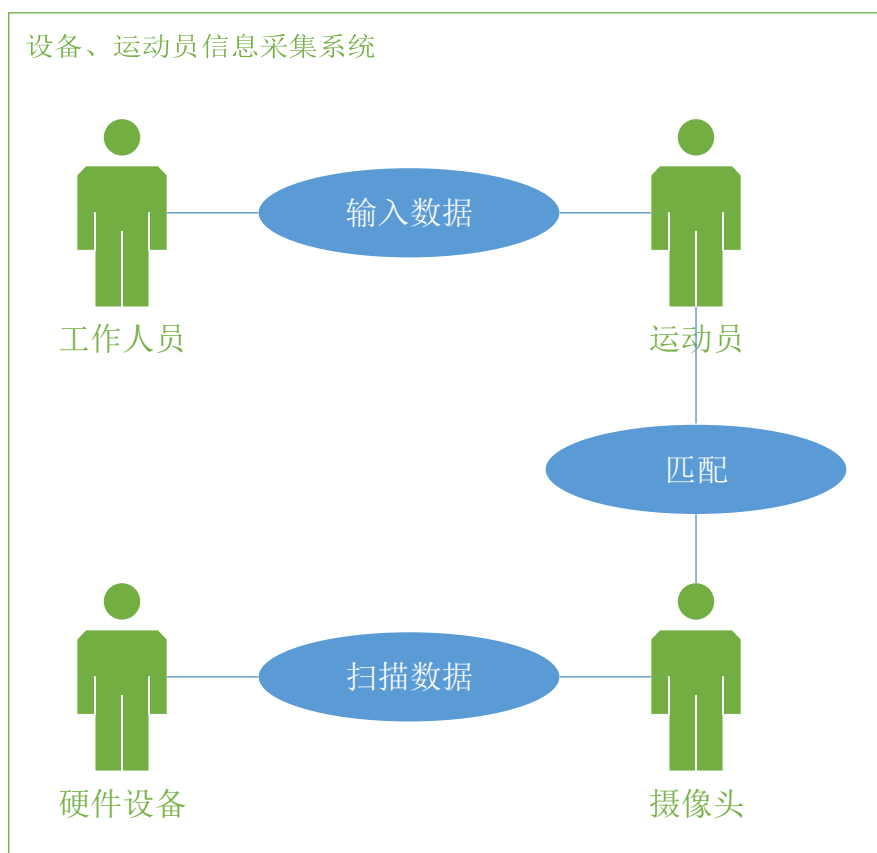 设备、运动员信息采集系统
输入数据
工作人员
运动员
匹配
扫描数据
硬件设备
摄像头